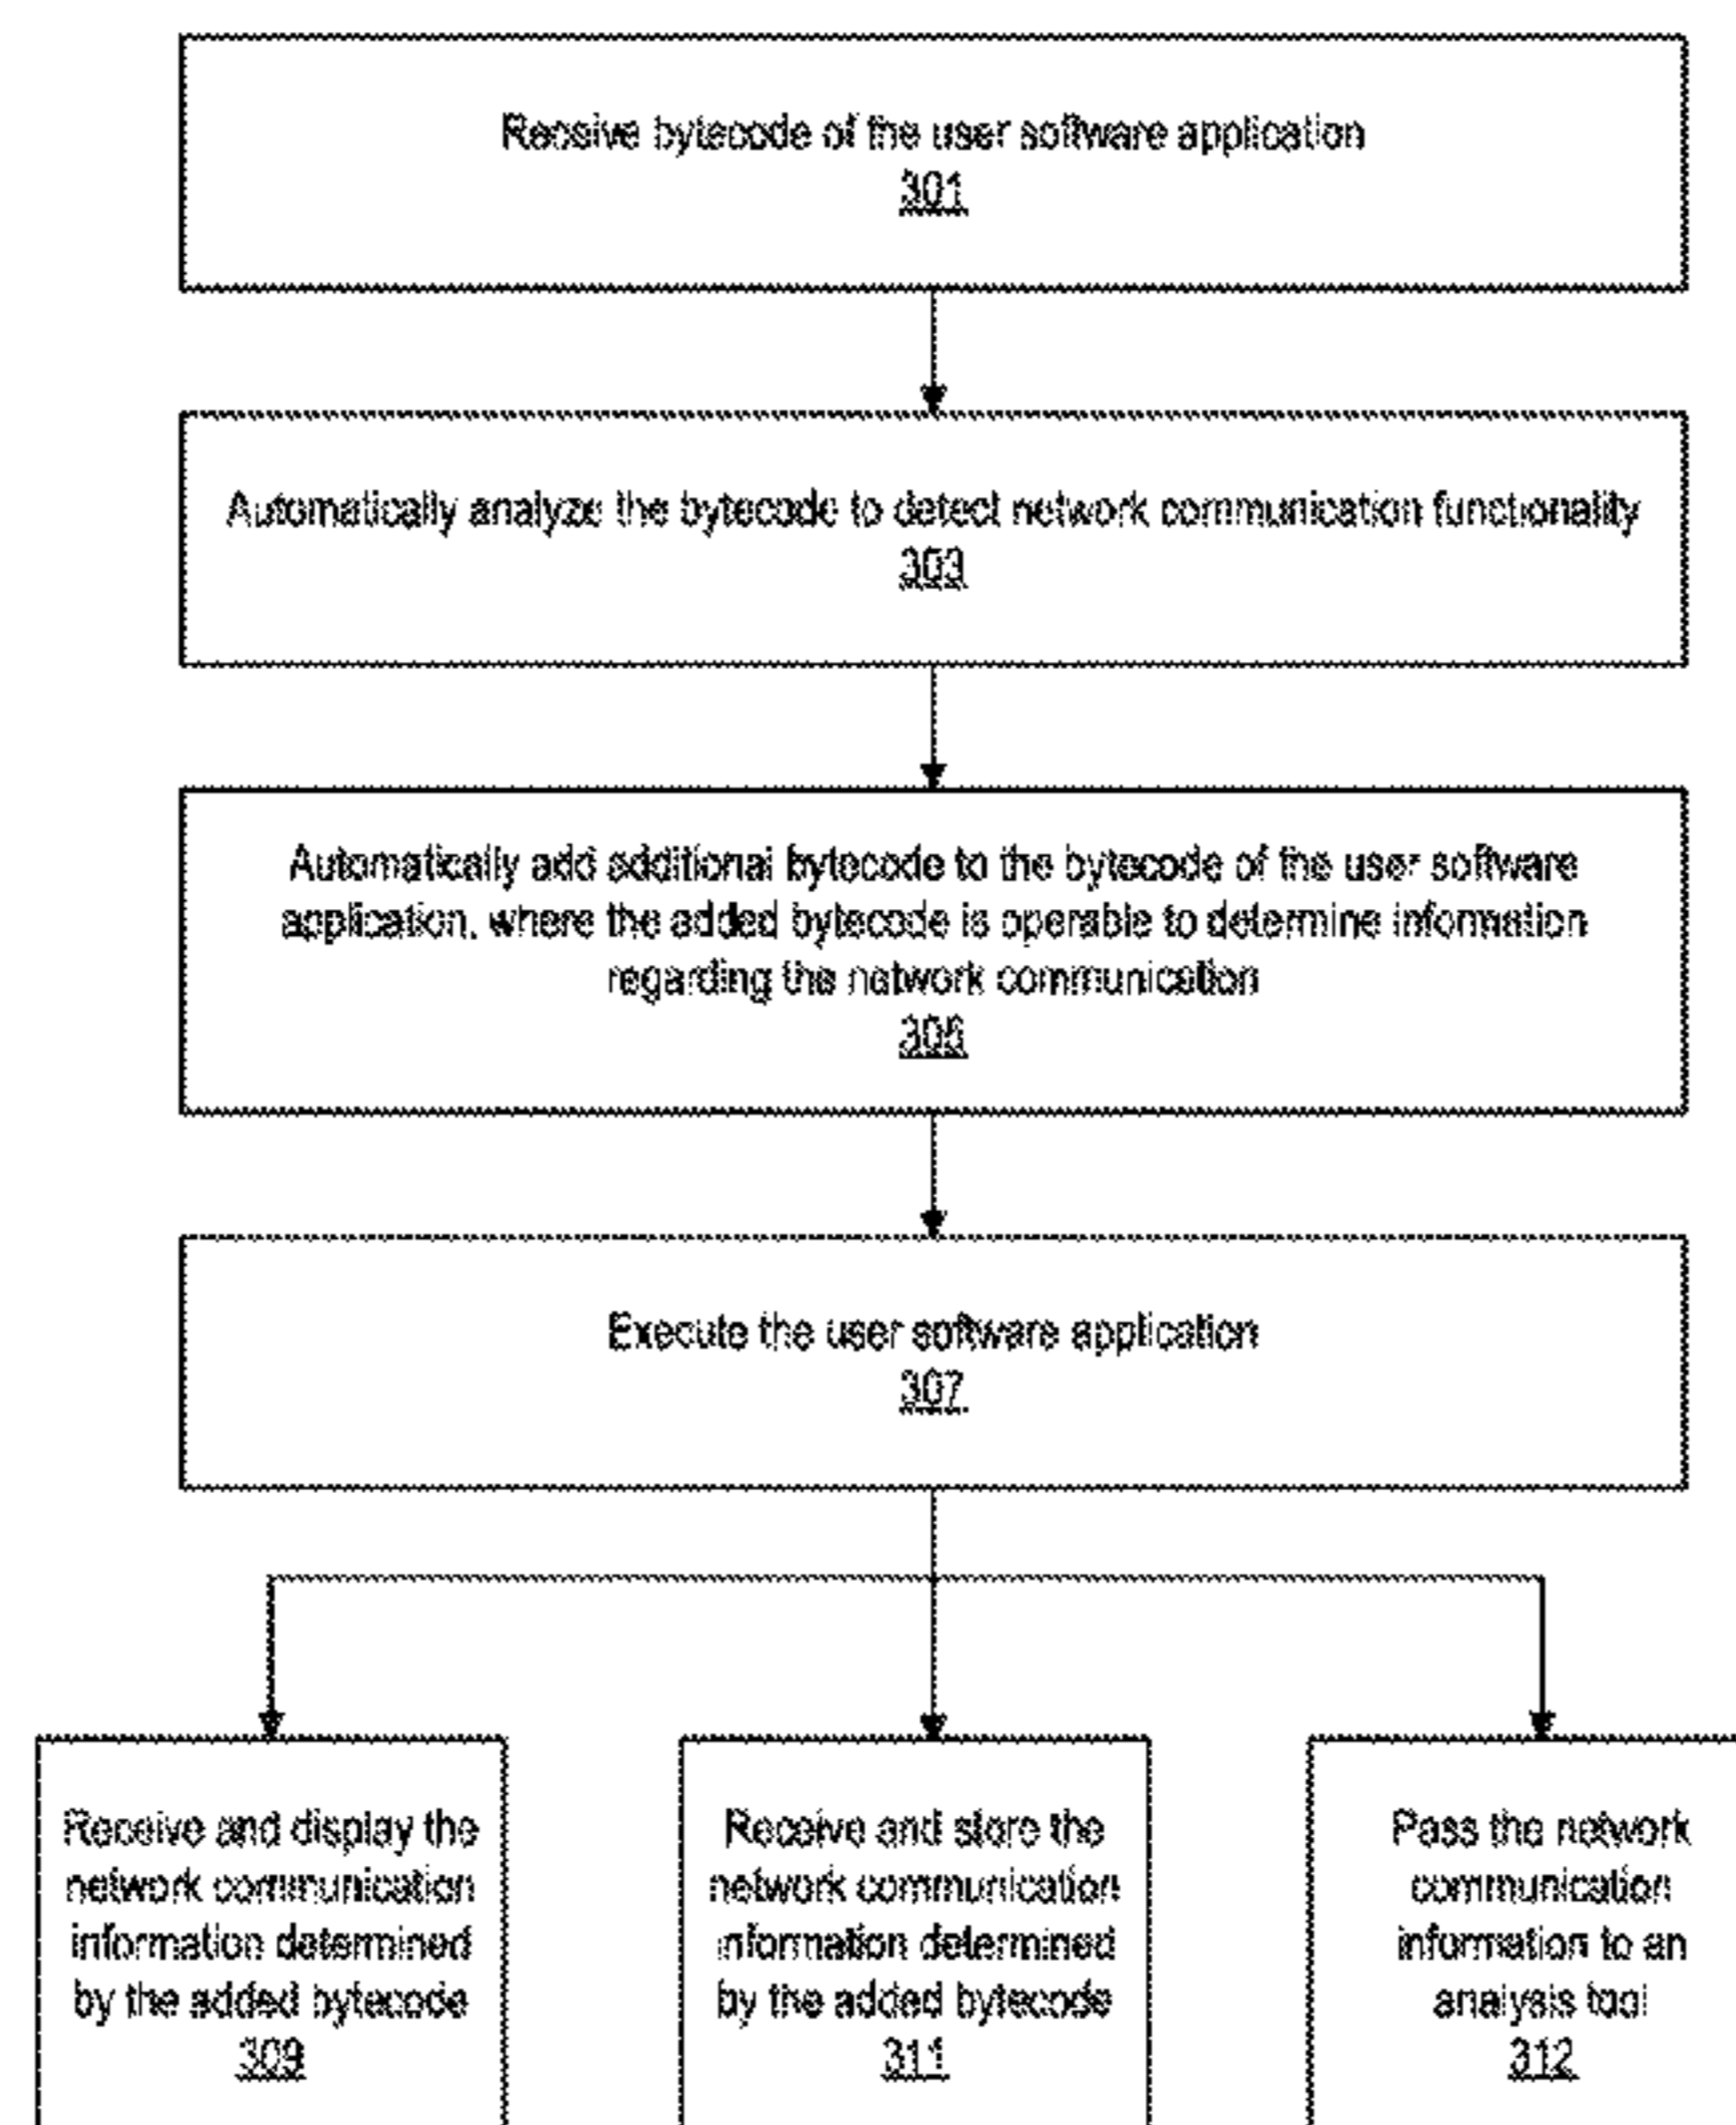 Receive bytecode of the user software application
301
Automatically analyze the bytecode to detect network communication functionality
303
Automatically add additional bytecode to the bytecode of the user software
application, where the added bytecode is operable to determine information
regarding the network communication
305
Execute the user software application
307
Receive and display the
network communication
information determined
by the added bytecode
309
Receive and store the
network communication
information determined
by the added bytecode
311
Pass the network
communication
information to an
analysis tool
312